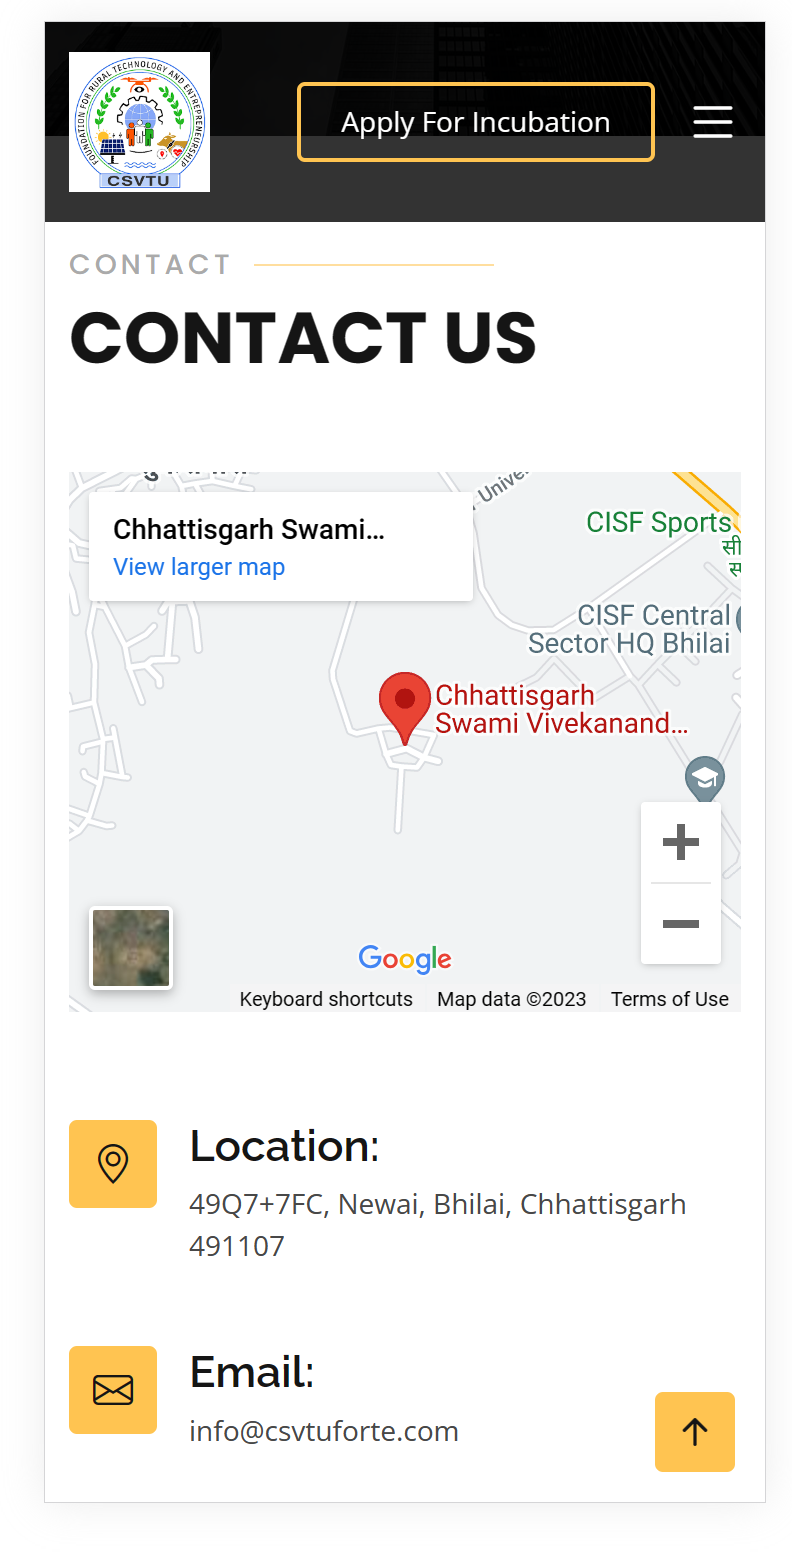 FOUNDATION FOR RURAL TECHNOLOGY AND ENTREPRENEURSHIP
CSVTU
Apply For Incubation
CONTACT
CONTACT US
Chhattisgarh Swami...
View larger map
CISF Sports
सी
CISF Central
Sector HQ Bhilai
Chhattisgarh
Swami Vivekanand...
Google
Keyboard shortcuts Map data ©2023 Terms of Use
Location:
49Q7+7FC, Newai, Bhilai, Chhattisgarh
491107
Email:
info@csvtuforte.com